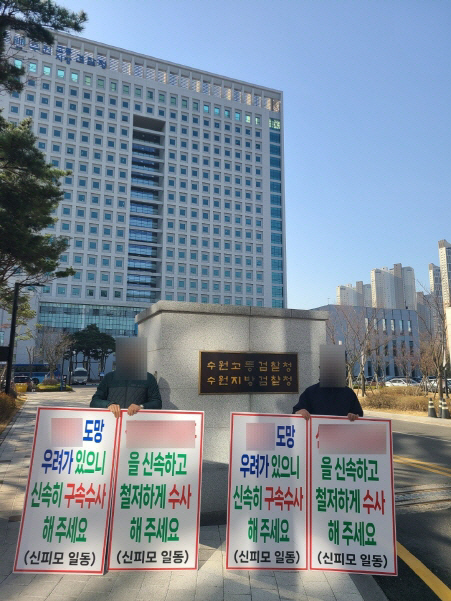 수원고등검찰청
수원지방검찰청
도망
우려가 있으니
신속히 구속수사
해 주세요
(신피모 일동)
을 신속하고
철저하게 수사
해 주세요
(신피모 일동)
도망
우려가 있으니
신속히 구속수사
해 주세요
(신피모 일동)
을 신속하고
철저하게 수사
해 주세요
(신피모 일동)